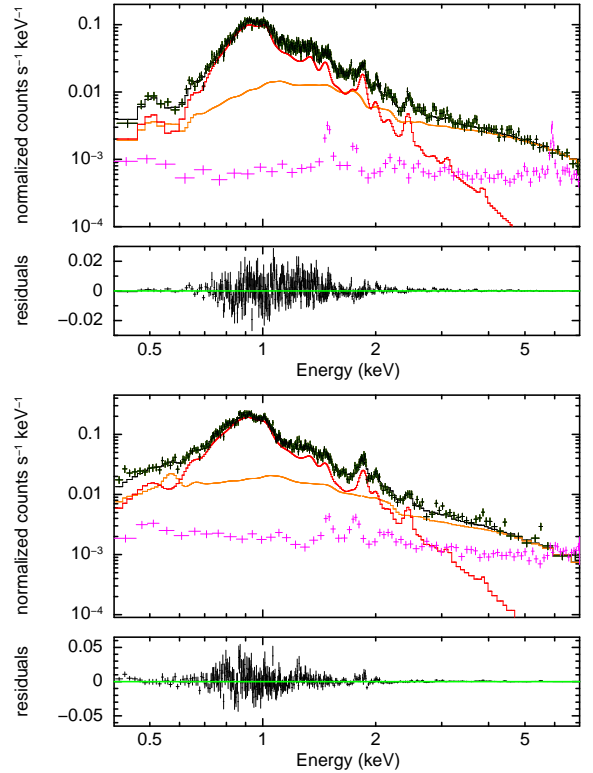 normalized counts s⁻¹ keV⁻¹
0.1
0.01
10⁻³
10⁻⁴
residuals
0.02
0
−0.02
0.5 1 2 5
Energy (keV)
normalized counts s⁻¹ keV⁻¹
0.1
0.01
10⁻³
10⁻⁴
residuals
0.05
0
−0.05
0.5 1 2 5
Energy (keV)